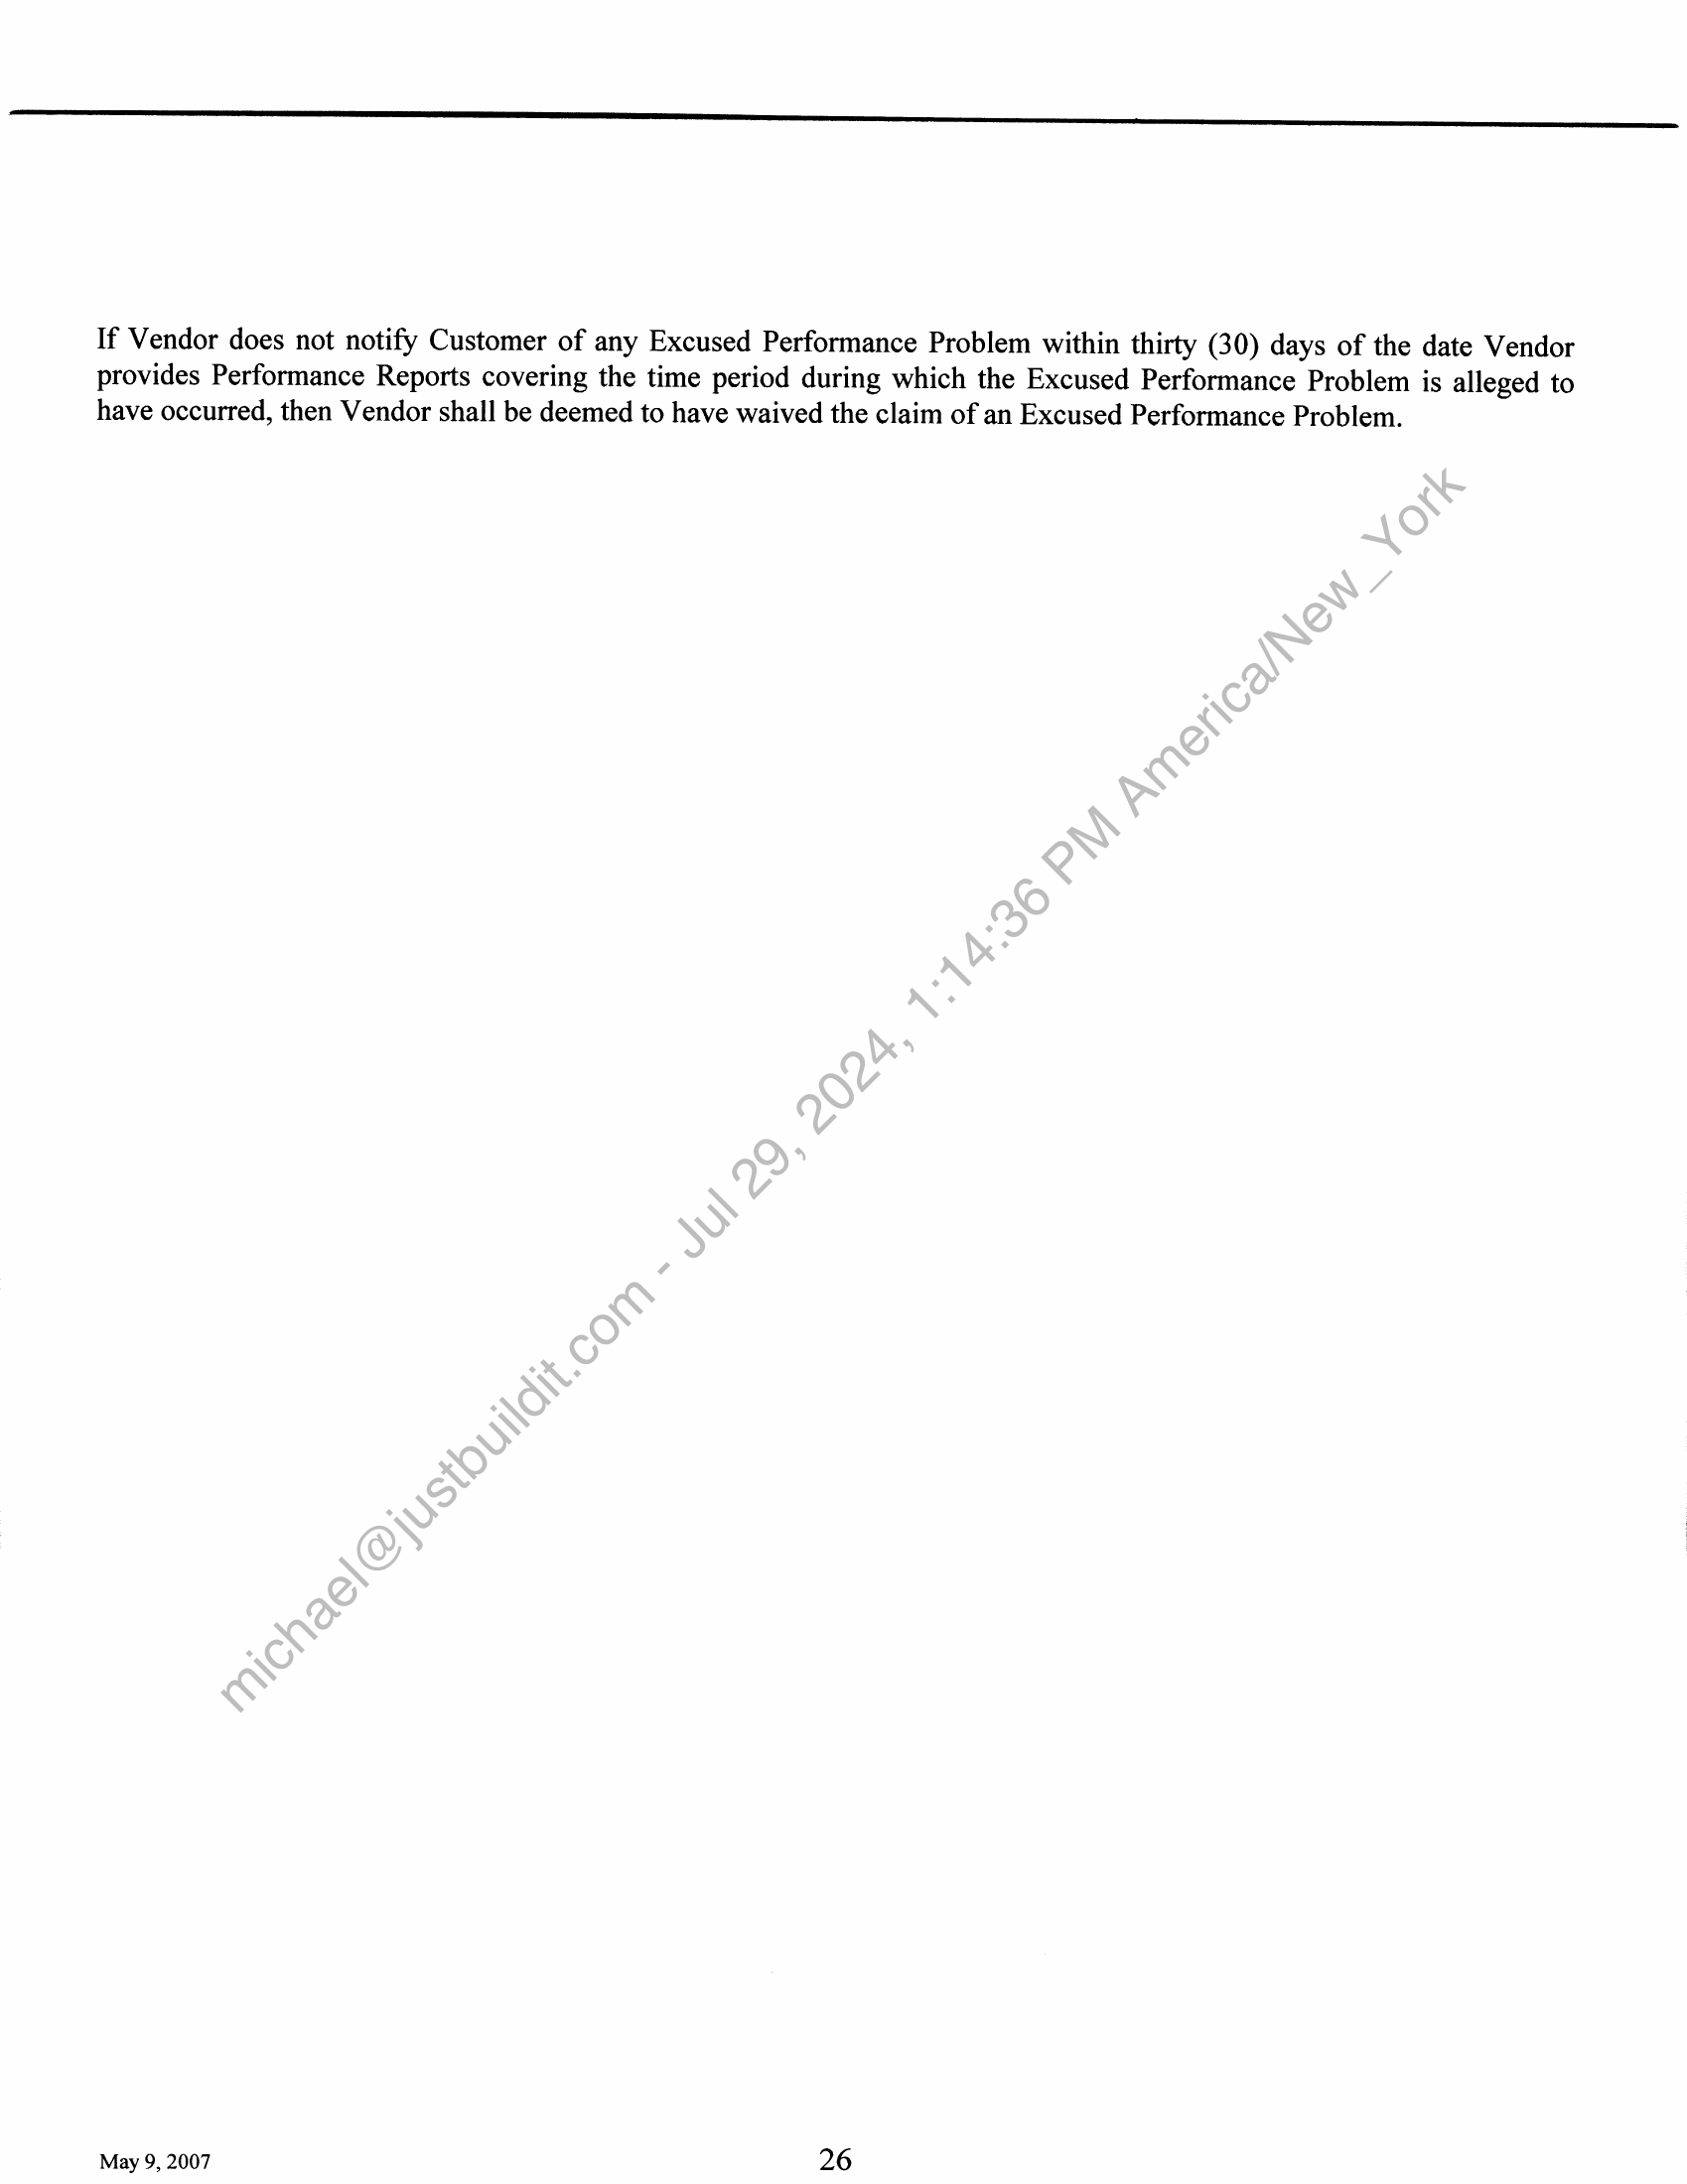 If Vendor does not notify Customer of any Excused Performance Problem within thirty (30) days of the date Vendor
provides Performance Reports covering the time period during which the Excused Performance Problem is alleged to
have occurred, then Vendor shall be deemed to have waived the claim of an Excused Performance Problem.
michael@justbuildit.com - Jul 29, 2024, 1:14:36 PM America/New_York
May 9, 2007
26